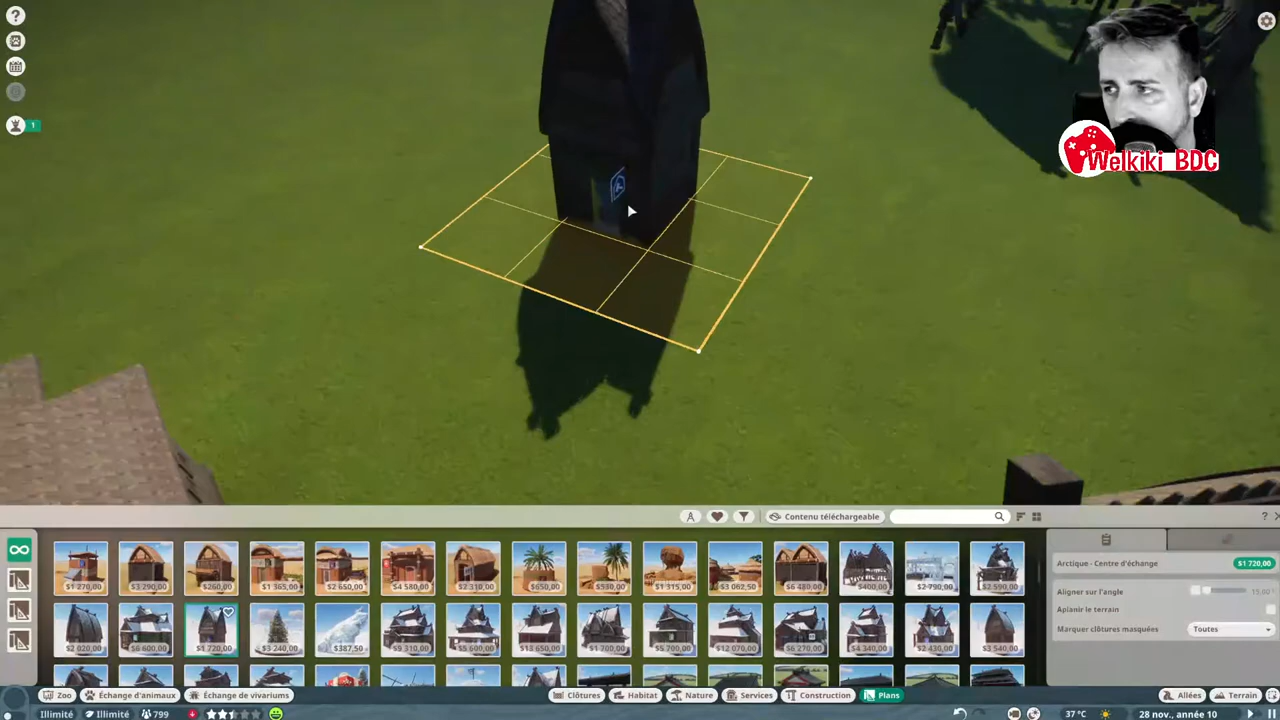 ?
1
Welkiki BDC
Contenu téléchargeable
?
$1 270,00 $3 290,00 $260,00 $1 365,00 $2 650,00 $4 580,00 $2 310,00 $650,00 $530,00 $1 315,00 $3 062,50 $6 480,00 $400,00 $2 790,00 $2 590,00
$2 020,00 $6 600,00 $1 720,00 $3 240,00 $387,50 $9 310,00 $5 600,00 $13 650,00 $1 700,00 $5 700,00 $12 070,00 $6 270,00 $4 340,00 $2 430,00 $3 540,00
Arctique - Centre d'échange $1 720,00
Aligner sur l'angle 15,00
Aplanir le terrain
Marquer clôtures masquées Toutes
Zoo Échange d'animaux Échange de vivariums Clôtures Habitat Nature Services Construction Plans Allées Terrain
Illimité Illimité 799 37 °C 28 nov., année 10